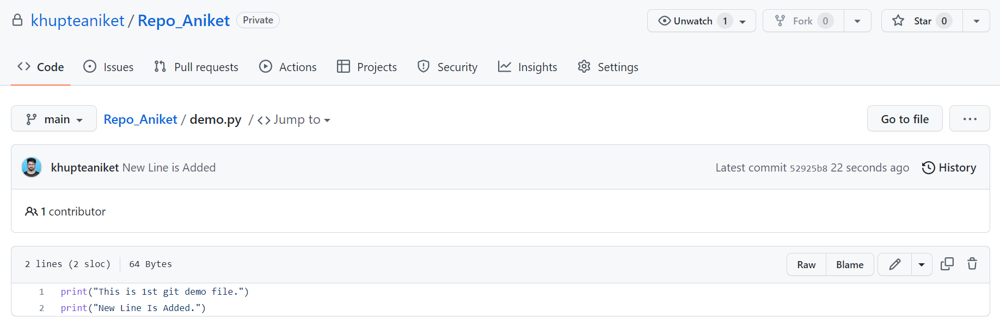 khupteaniket / Repo_Aniket Private Unwatch 1 Fork 0 Star 0
Code Issues Pull requests Actions Projects Security Insights Settings
main Repo_Aniket / demo.py / <> Jump to Go to file ...
khupteaniket New Line is Added Latest commit 52925b8 22 seconds ago History
1 contributor
2 lines (2 sloc) 64 Bytes Raw Blame
1 print("This is 1st git demo file.")
2 print("New Line Is Added.")